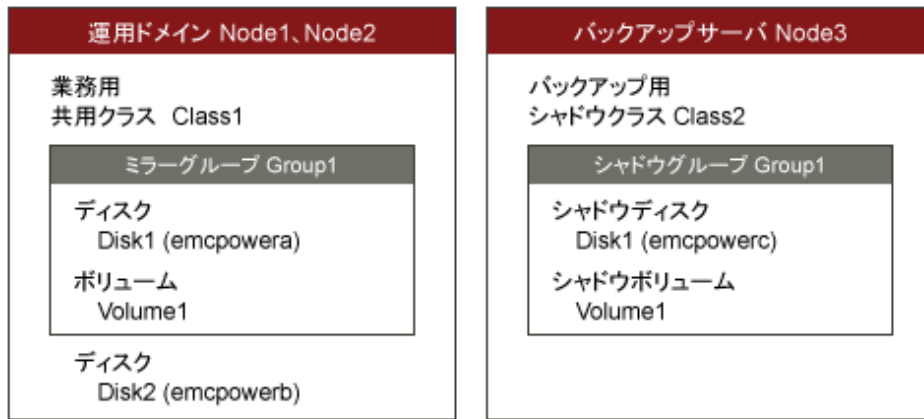 運用ドメイン Node1、Node2
業務用
共用クラス Class1
ミラーグループ Group1
ディスク
Disk1 (emcpowera)
ボリューム
Volume1
ディスク
Disk2 (emcpowerb)
バックアップサーバ Node3
バックアップ用
シャドウクラス Class2
シャドウグループ Group1
シャドウディスク
Disk1 (emcpowerc)
シャドウボリューム
Volume1